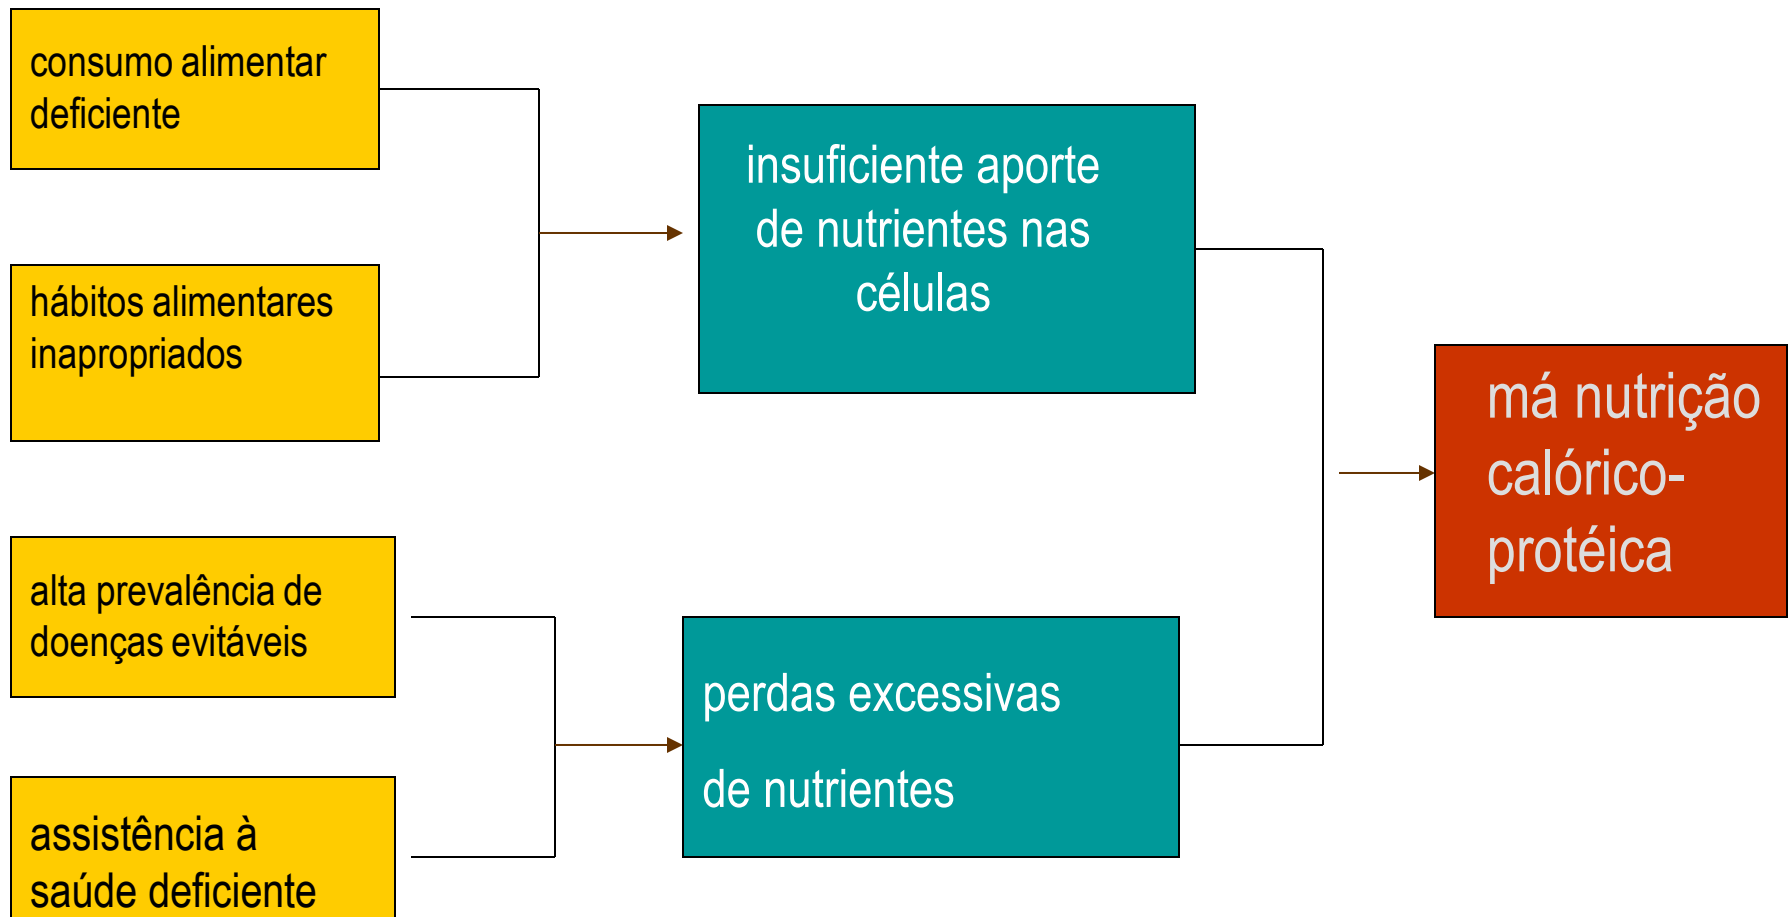 consumo alimentar
deficiente
hábitos alimentares
inapropriados
insuficiente aporte
de nutrientes nas
células
alta prevalência de
doenças evitáveis
assistência à
saúde deficiente
perdas excessivas
de nutrientes
má nutrição
calórico-
protéica